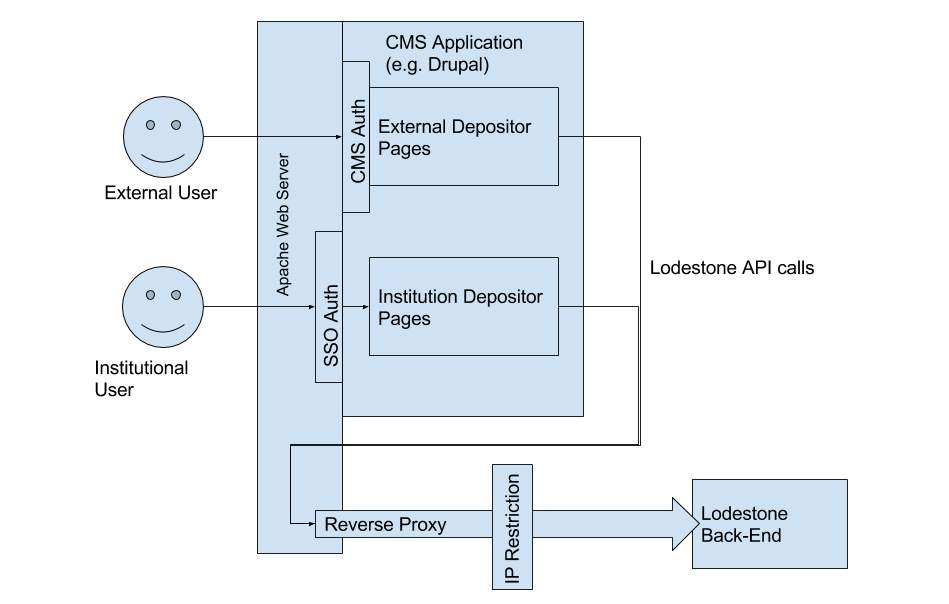 CMS Application
(e.g. Drupal)
CMS Auth
External Depositor
Pages
External User
Apache Web Server
Lodestone API calls
SSO Auth
Institution Depositor
Pages
Institutional
User
Reverse Proxy
IP Restriction
Lodestone
Back-End